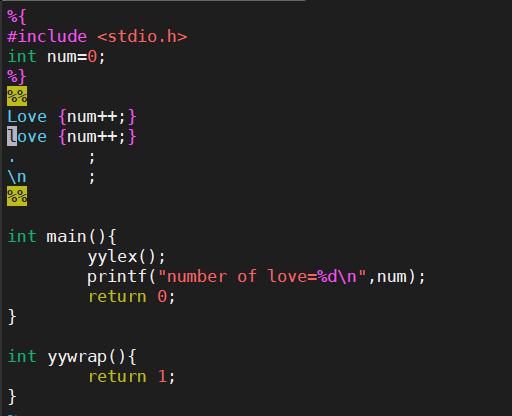 %{
#include <stdio.h>
int num=0;
%}
%%
Love {num++;}
love {num++;}
.       ;
\n      ;
%%
int main(){
        yylex();
        printf("number of love=%d\n",num);
        return 0;
}
int yywrap(){
        return 1;
}